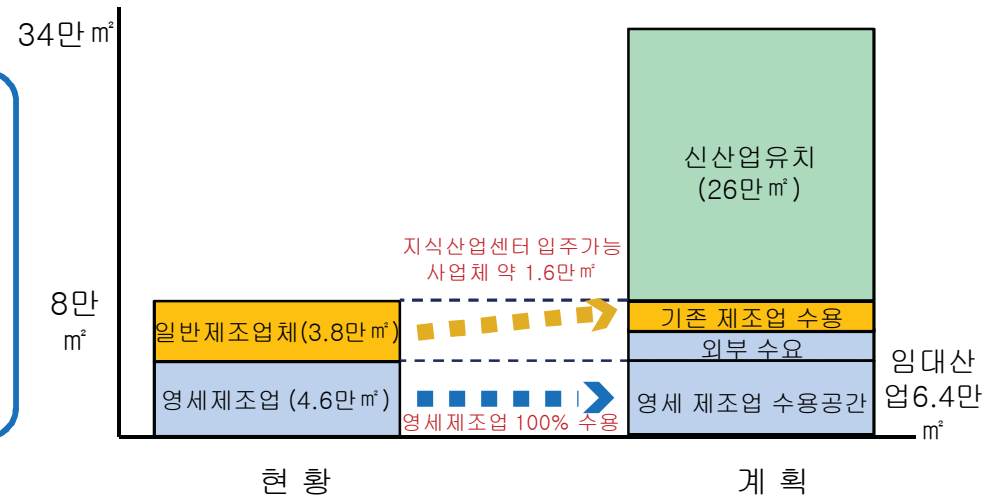 34만㎡
신산업유치
(26만㎡)
지식산업센터 입주가능
사업체 약 1.6만㎡
8만
㎡
일반제조업체(3.8만㎡)
기존 제조업 수용
외부 수요
임대산
업6.4만
㎡
영세제조업 (4.6만㎡)
영세 제조업 수용공간
영세제조업 100% 수용
현 황
계 획